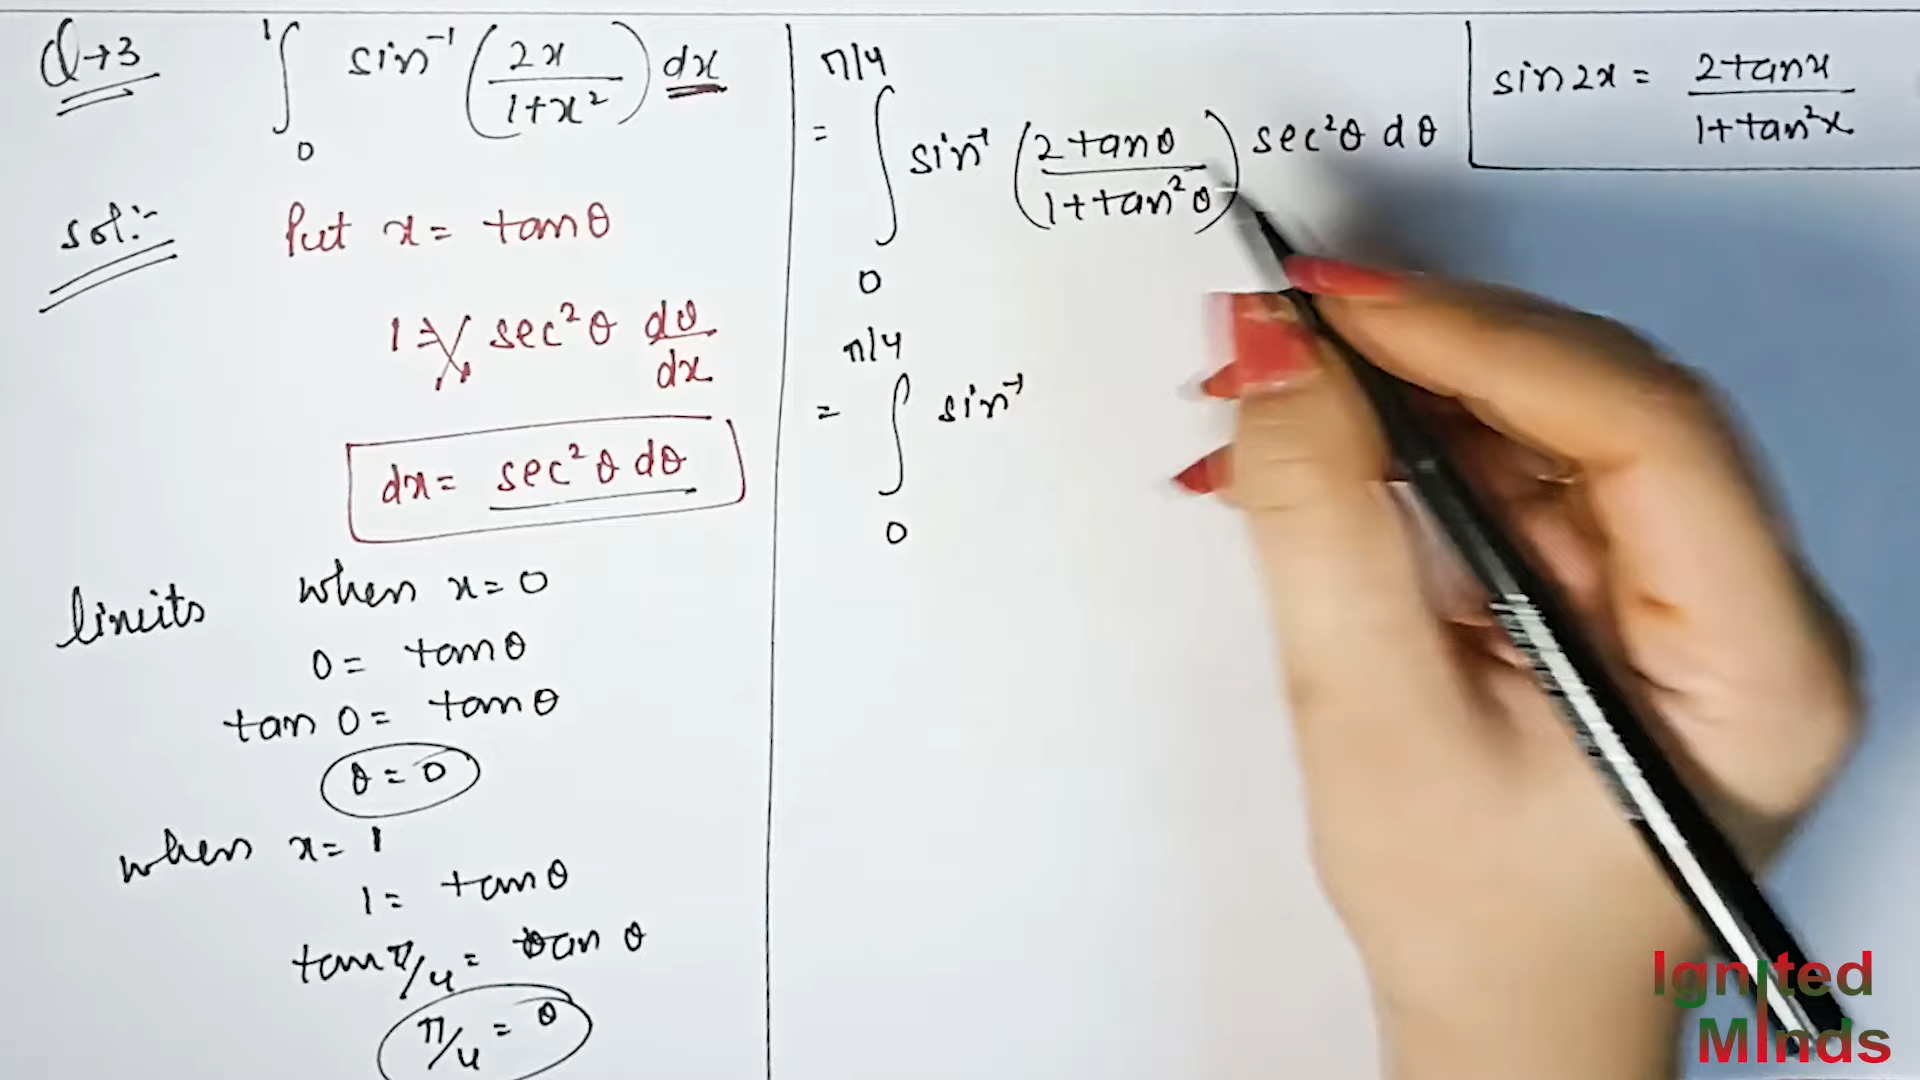 Q→3 ∫₀¹ sin⁻¹ (2x / 1+x²) dx
sol:-
Put x = tanθ
1 = sec²θ dθ/dx
dx = sec²θ dθ
limits when x = 0
0 = tanθ
tan 0 = tanθ
θ = 0
when x = 1
1 = tanθ
tan π/4 = tan θ
π/4 = θ
= ∫₀^π/4 sin⁻¹ (2tanθ / 1+tan²θ) sec²θ dθ
= ∫₀^π/4 sin⁻¹
sin2x = 2tanx / 1+tan²x
Ignited
Minds